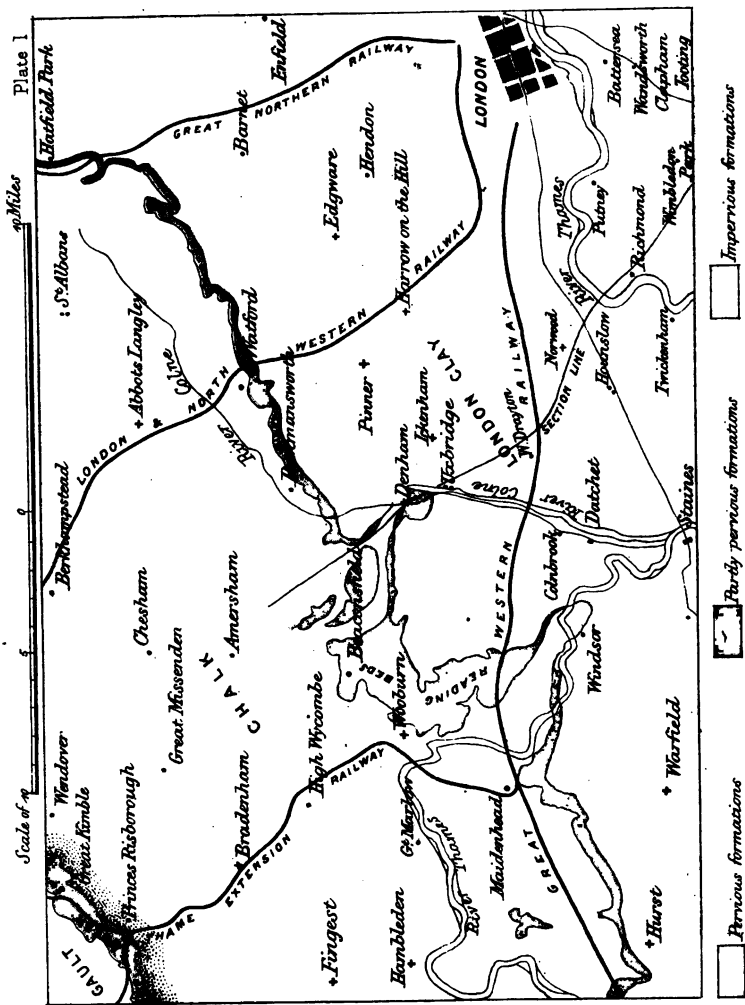 Plate 1
Scale of 10
5
0
10 Miles
Wendover
Great Kimble
Princes Risborough
GAULT
Berkhampstead
St Albans
Hatfield Park
Chesham
Great Missenden
Amersham
Abbots Langley
LONDON & NORTH WESTERN RAILWAY
River Colne
GREAT NORTHERN RAILWAY
Barnet
Enfield
CHALK
Bradenham
THAME EXTENSION RAILWAY
High Wycombe
Watford
Rickmansworth
Edgware
Hendon
Pinner
Harrow on the Hill
Beaconsfield
Fingest
Hambleden
Gt Marlow
Wooburn
READING BEDS
Denham
Ickenham
Uxbridge
LONDON CLAY
LONDON
River Thames
Maidenhead
GREAT WESTERN RAILWAY
W. Drayton
SECTION LINE
Norwood
River Colne
Colnbrook
Datchet
Windsor
Hounslow
River Thames
Putney
Battersea
Wandsworth
Clapham
Tooting
Richmond
Wimbledon Park
Twickenham
Staines
Hurst
Warfield
Pervious formations
Partly pervious formations
Impervious formations